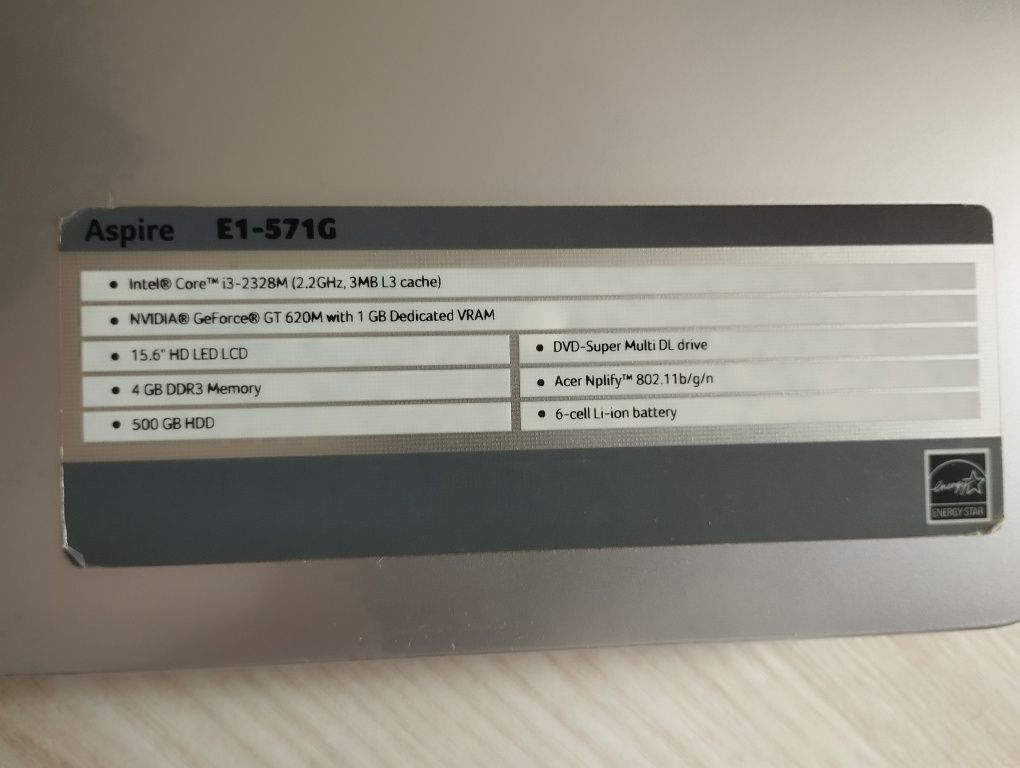 Aspire E1-571G
• Intel® Core™ i3-2328M (2.2GHz, 3MB L3 cache)
• NVIDIA® GeForce® GT 620M with 1 GB Dedicated VRAM
• 15.6" HD LED LCD
• 4 GB DDR3 Memory
• 500 GB HDD
• DVD-Super Multi DL drive
• Acer Nplify™ 802.11b/g/n
• 6-cell Li-ion battery
energy
ENERGY STAR